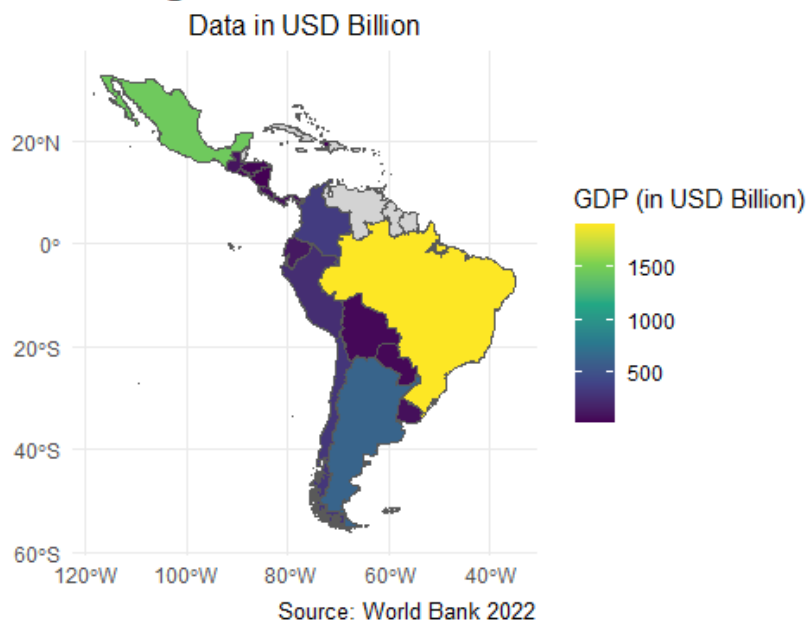 Data in USD Billion
20°N
0°
20°S
40°S
60°S
120°W 100°W 80°W 60°W 40°W
GDP (in USD Billion)
1500
1000
500
Source: World Bank 2022